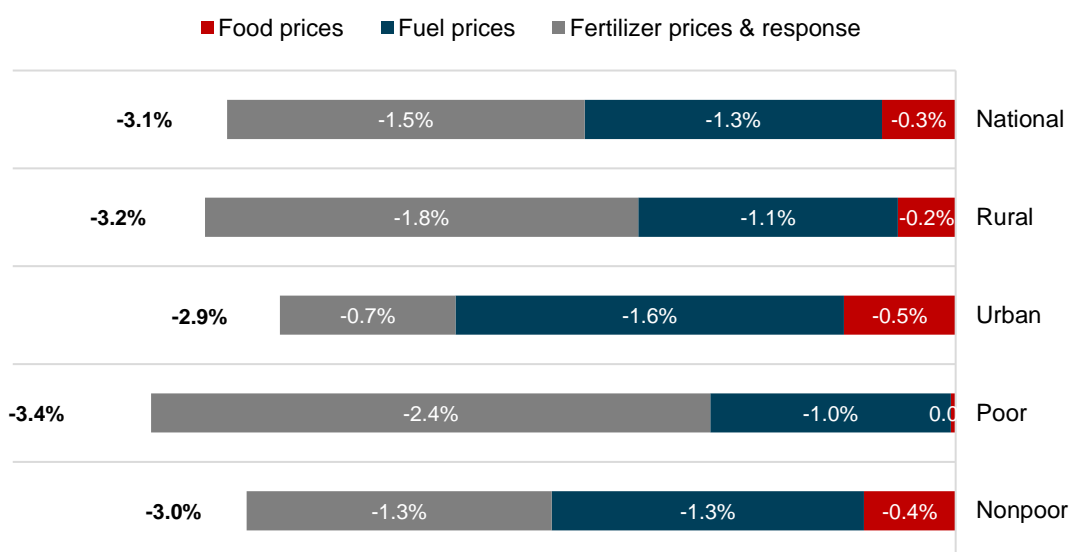 Food prices Fuel prices Fertilizer prices & response
-3.1% -1.5% -1.3% -0.3% National
-3.2% -1.8% -1.1% -0.2% Rural
-2.9% -0.7% -1.6% -0.5% Urban
-3.4% -2.4% -1.0% Poor
-3.0% -1.3% -1.3% -0.4% Nonpoor